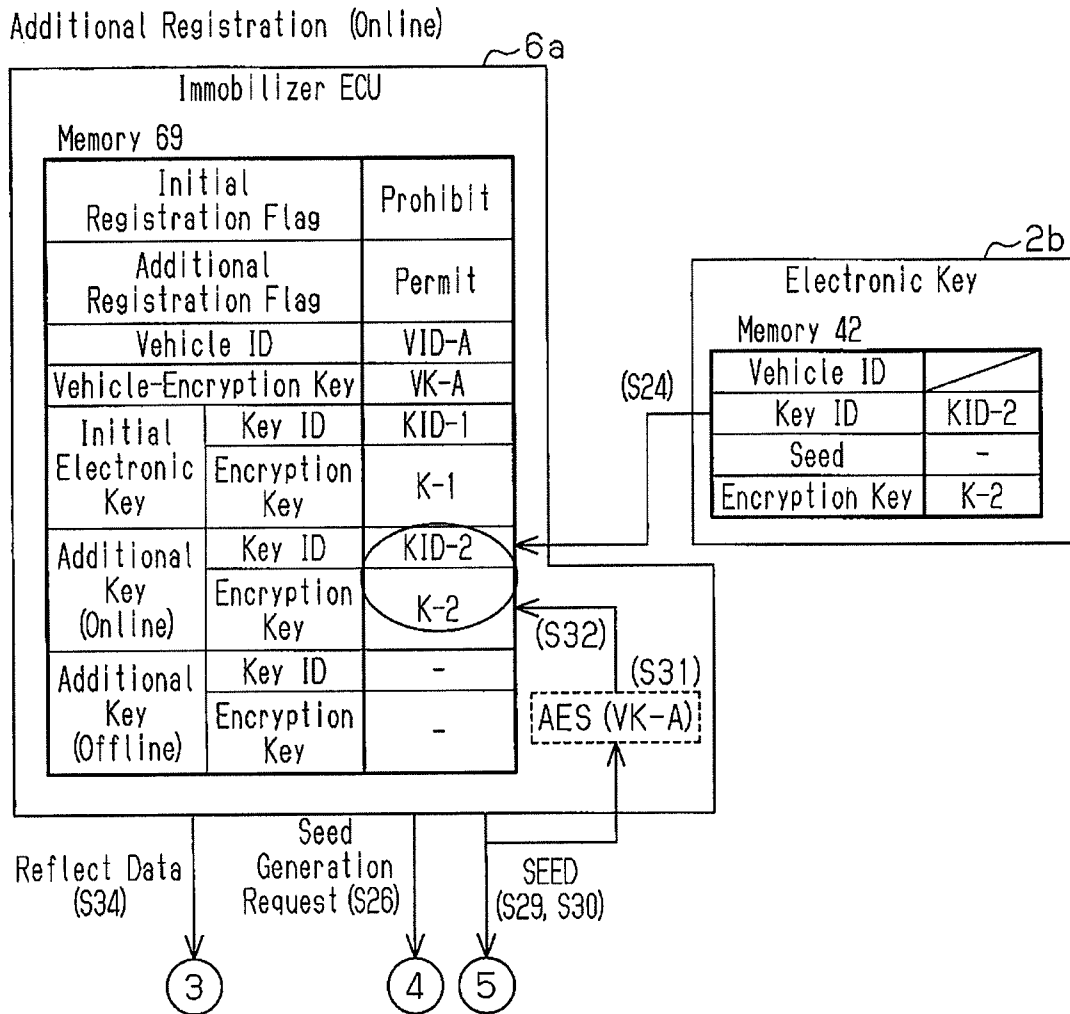 Additional Registration (Online)
6a
Immobilizer ECU
Memory 69
Initial
Registration Flag
Prohibit
Additional
Registration Flag
Permit
Vehicle ID
VID-A
Vehicle-Encryption Key
VK-A
Initial
Electronic
Key
Key ID
KID-1
Encryption
Key
K-1
Additional
Key
(Online)
Key ID
KID-2
Encryption
Key
K-2
Additional
Key
(Offline)
Key ID
-
Encryption
Key
-
2b
Electronic Key
Memory 42
Vehicle ID
Key ID
KID-2
Seed
-
Encryption Key
K-2
(S24)
(S32)
(S31)
AES (VK-A)
Reflect Data
(S34)
Seed
Generation
Request (S26)
SEED
(S29, S30)
3
4
5